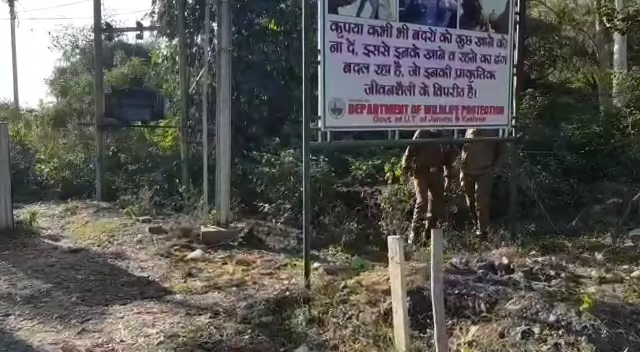 कृपया कभी भी बंदरों को कुछ खाने को
ना दें, इससे इनके खाने व रहने का ढंग
बदल रहा है, जो इनकी प्राकृतिक
जीवनशैली के विपरीत है।
DEPARTMENT OF WILDLIFE PROTECTION
Govt. of U.T. of Jammu & Kashmir